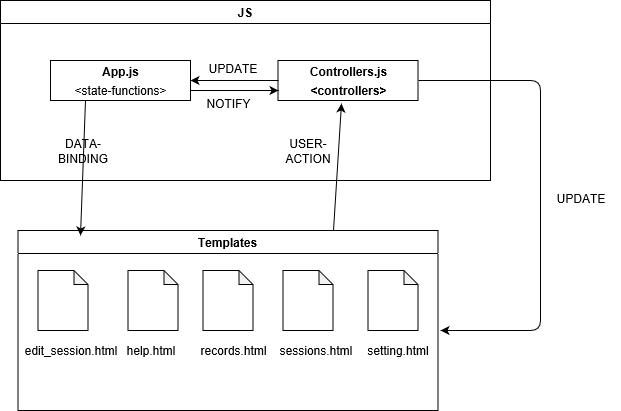 JS
App.js
<state-functions>
UPDATE
NOTIFY
Controllers.js
<controllers>
DATA-
BINDING
USER-
ACTION
UPDATE
Templates
edit_session.html
help.html
records.html
sessions.html
setting.html